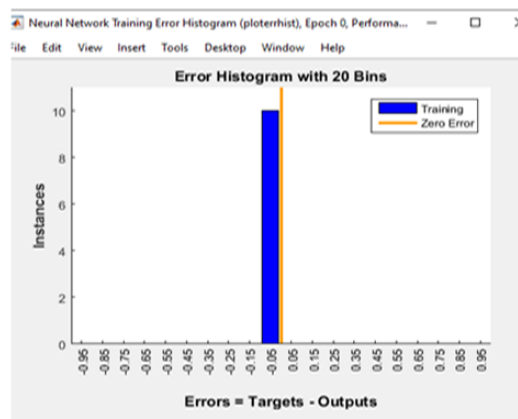 Neural Network Training Error Histogram (ploterrhist), Epoch 0, Performa...
File Edit View Insert Tools Desktop Window Help
Error Histogram with 20 Bins
Training
Zero Error
10
8
6
4
2
0
Instances
-0.95 -0.85 -0.75 -0.65 -0.55 -0.45 -0.35 -0.25 -0.15 -0.05 0.05 0.15 0.25 0.35 0.45 0.55 0.65 0.75 0.85 0.95
Errors = Targets - Outputs